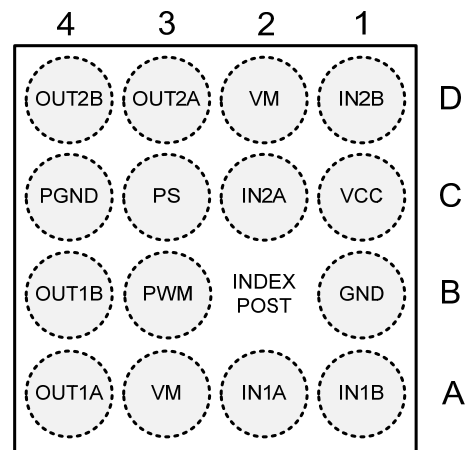 4 3 2 1
OUT2B OUT2A VM IN2B D
PGND PS IN2A VCC C
OUT1B PWM INDEX POST GND B
OUT1A VM IN1A IN1B A